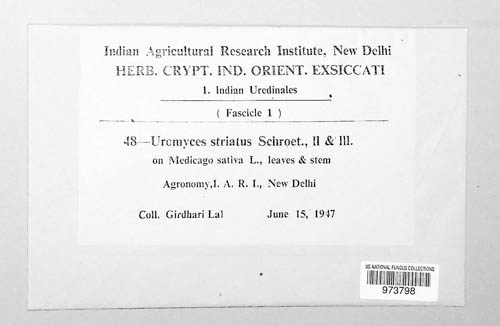 Indian Agricultural Research Institute, New Delhi
HERB. CRYPT. IND. ORIENT. EXSICCATI
1. Indian Uredinales
( Fascicle 1 )
48—Uromyces striatus Schroet., II & III.
on Medicago sativa L., leaves & stem
Agronomy,I. A. R. I., New Delhi
Coll. Girdhari Lal June 15, 1947
US NATIONAL FUNGUS COLLECTIONS
973798